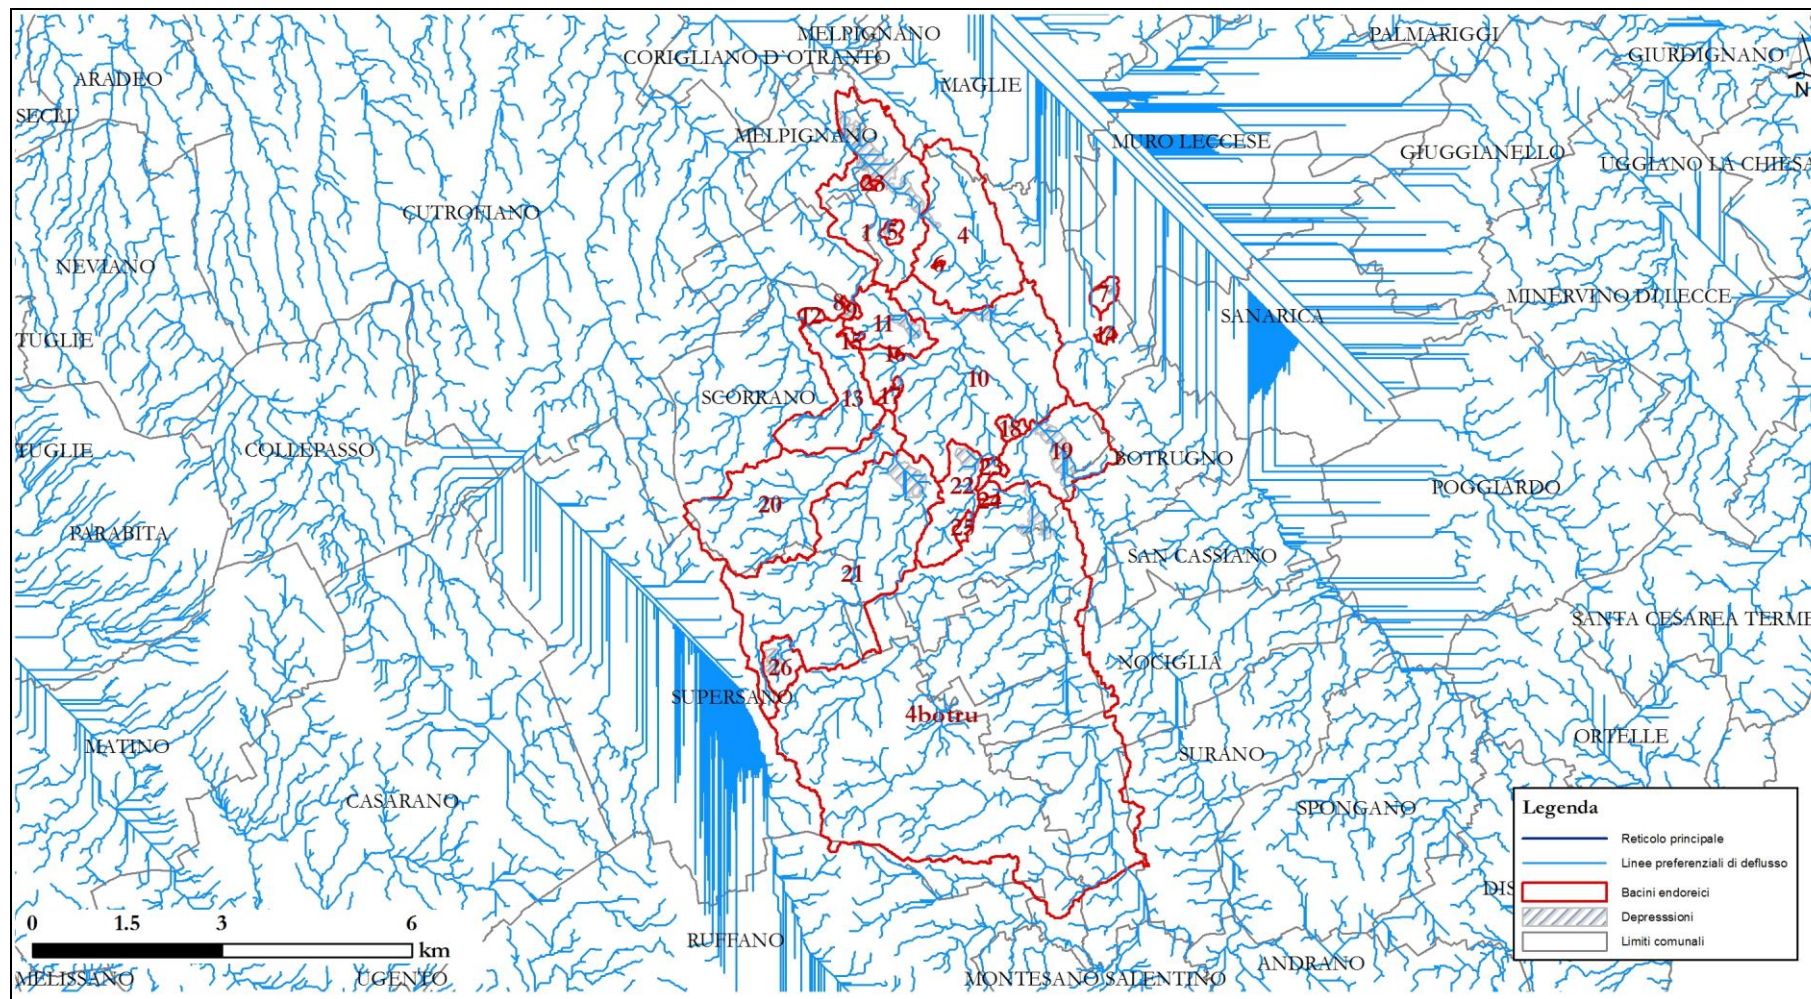 MELPIGNANO
PALMARIGGI
CORIGLIANO D`OTRANTO
GIURDIGNANO
ARADEO
MAGLIE
N
SECLI
MELPIGNANO
MURO LECCESE
GIUGGIANELLO
UGGIANO LA CHIESA
CUTROFIANO
1
5
4
6
NEVIANO
7
MINERVINO DI LECCE
8
9
12
11
SANARICA
14
TUGLIE
15
16
10
SCORRANO
13
17
18
TUGLIE
COLLEPASSO
19
BOTRUGNO
23
22
POGGIARDO
20
24
PARABITA
25
SAN CASSIANO
21
SANTA CESAREA TERME
26
NOCIGLIA
SUPERSANO
4botru
MATINO
SURANO
ORTELLE
CASARANO
SPONGANO
Legenda
Reticolo principale
Linee preferenziali di deflusso
DIS
Bacini endoreici
Depresssioni
Limiti comunali
0 1.5 3 6
km
RUFFANO
ANDRANO
MELISSANO
UGENTO
MONTESANO SALENTINO